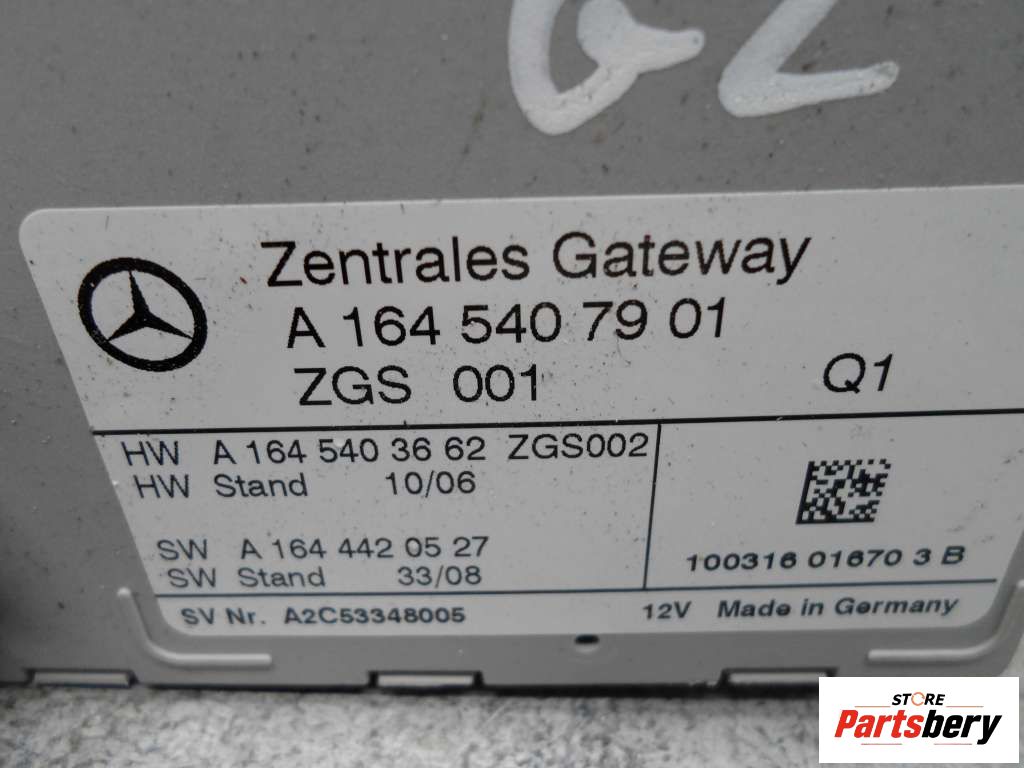 GL
Zentrales Gateway
A 164 540 79 01
ZGS 001
Q1
HW A 164 540 36 62 ZGS002
HW Stand 10/06
SW A 164 442 05 27
SW Stand 33/08
100316 01670 3 B
SV Nr. A2C53348005
12V Made in Germany
STORE
Partsbery